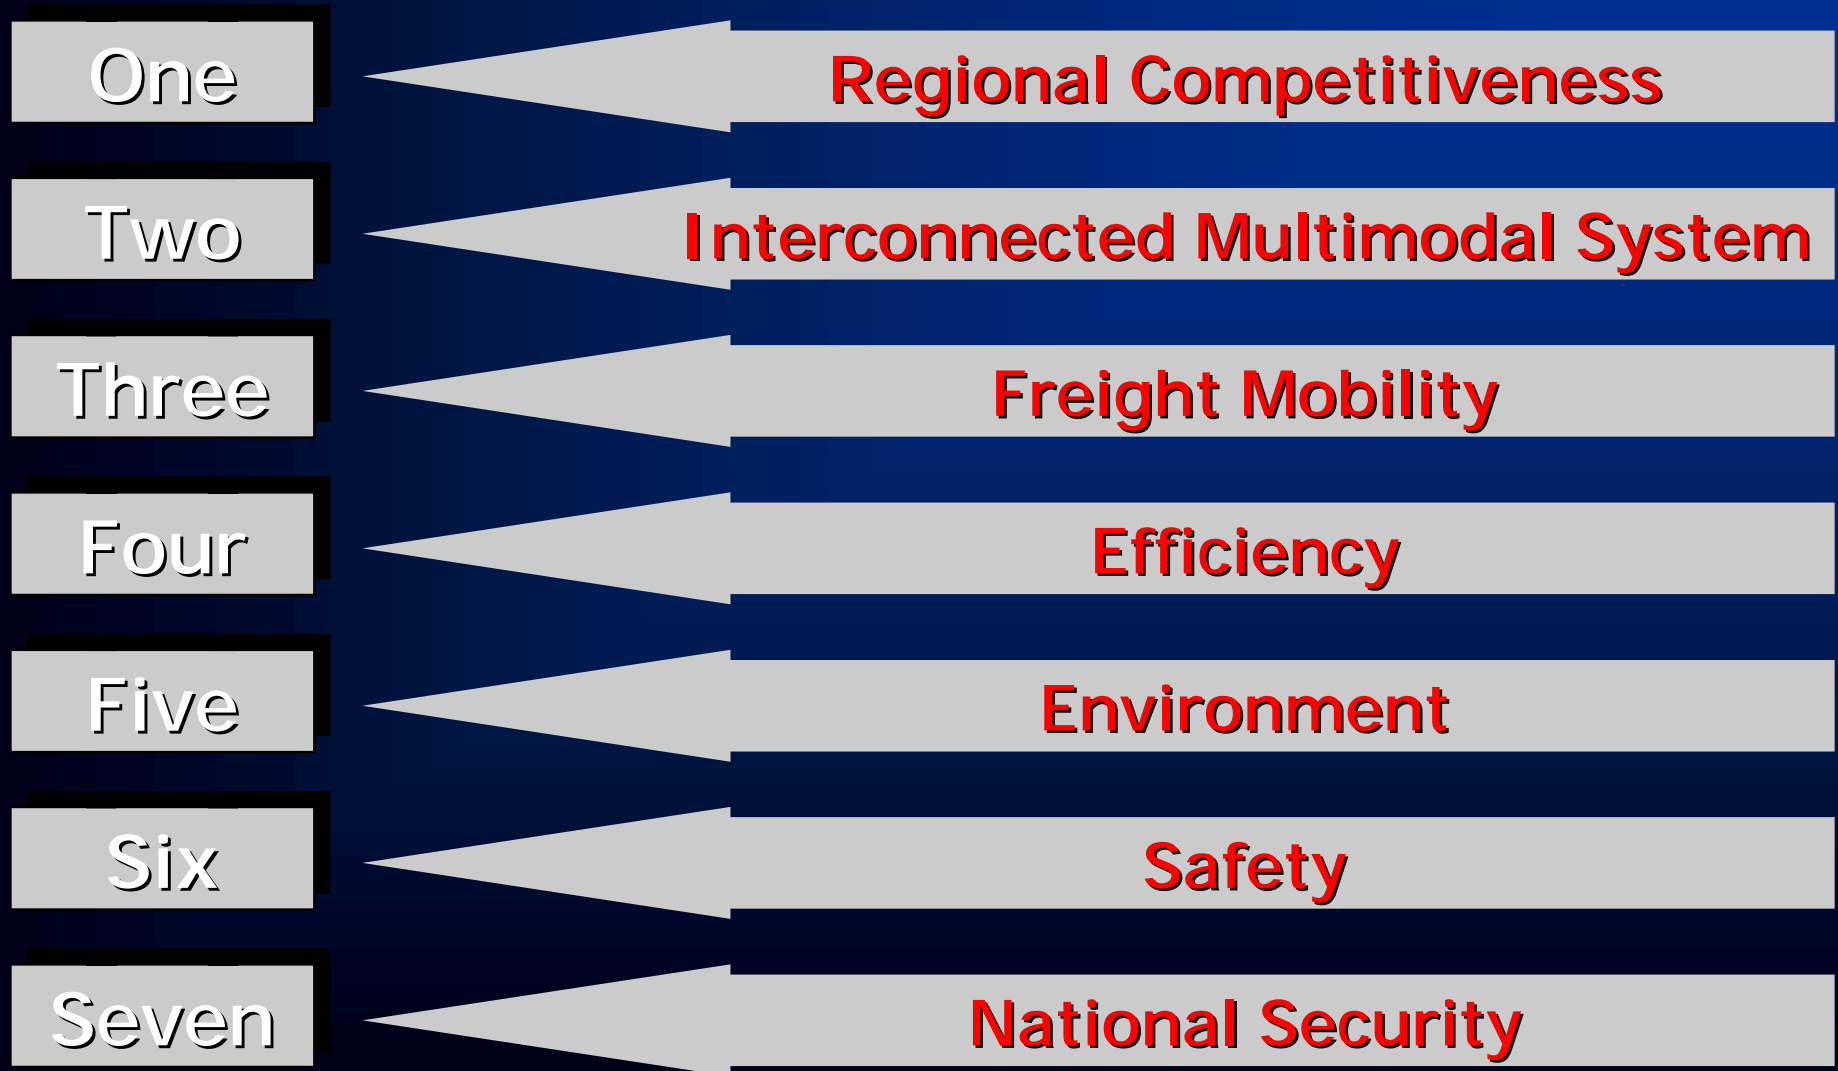 One
Regional Competitiveness
Two
Interconnected Multimodal System
Three
Freight Mobility
Four
Efficiency
Five
Environment
Six
Safety
Seven
National Security